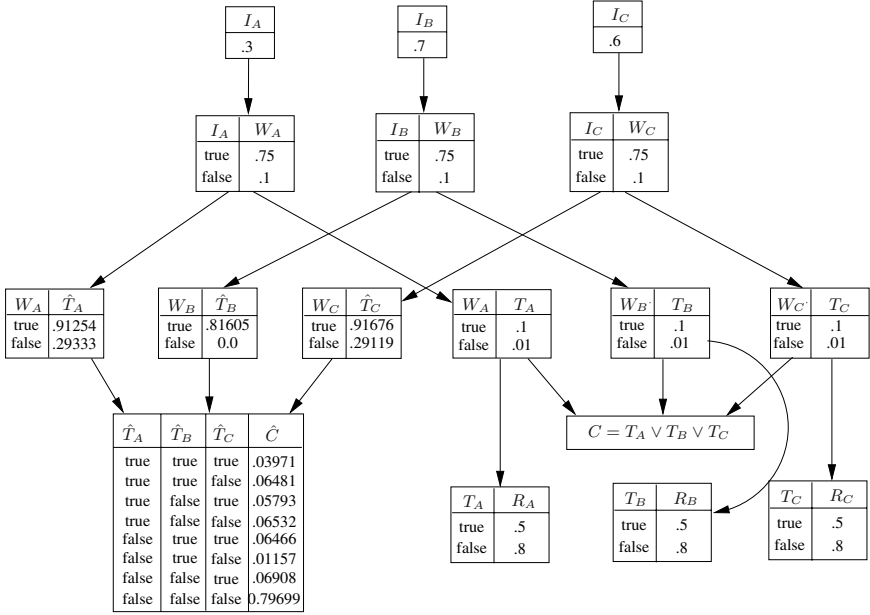 I_A
.3
I_B
.7
I_C
.6
I_A W_A
true .75
false .1
I_B W_B
true .75
false .1
I_C W_C
true .75
false .1
W_A T̂_A
true .91254
false .29333
W_B T̂_B
true .81605
false 0.0
W_C T̂_C
true .91676
false .29119
W_A T_A
true .1
false .01
W_B T_B
true .1
false .01
W_C T_C
true .1
false .01
T̂_A T̂_B T̂_C Ĉ
true true true .03971
true true false .06481
true false true .05793
true false false .06532
false true true .06466
false true false .01157
false false true .06908
false false false 0.79699
C = T_A ∨ T_B ∨ T_C
T_A R_A
true .5
false .8
T_B R_B
true .5
false .8
T_C R_C
true .5
false .8